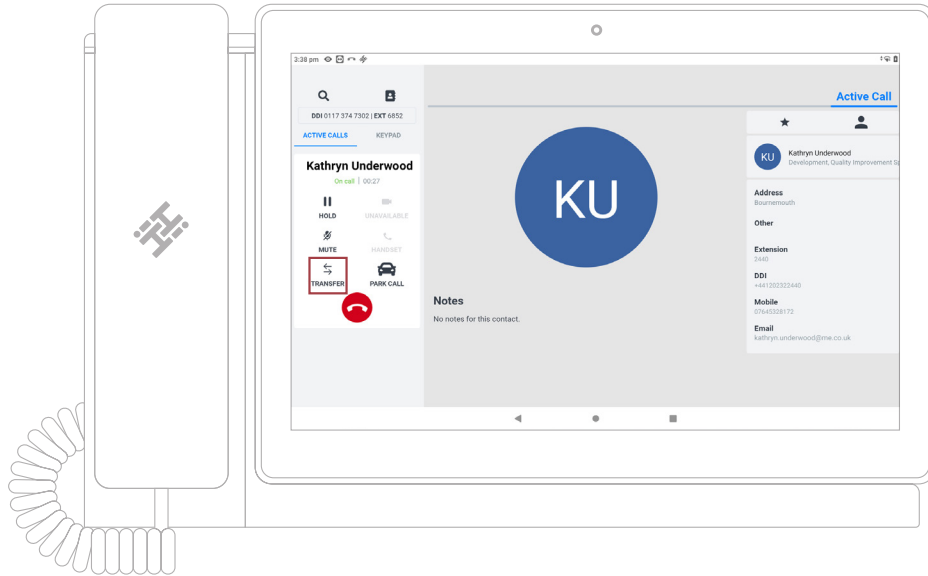 3:38 pm
DDI 0117 374 7302 | EXT 6852
ACTIVE CALLS KEYPAD
Kathryn Underwood
On call | 00:27
HOLD UNAVAILABLE
MUTE HANDSET
TRANSFER PARK CALL
KU
Notes
No notes for this contact.
Active Call
KU
Kathryn Underwood
Development, Quality Improvement Sp
Address
Bournemouth
Other
Extension
2440
DDI
+441202322440
Mobile
07645328172
Email
kathryn.underwood@me.co.uk